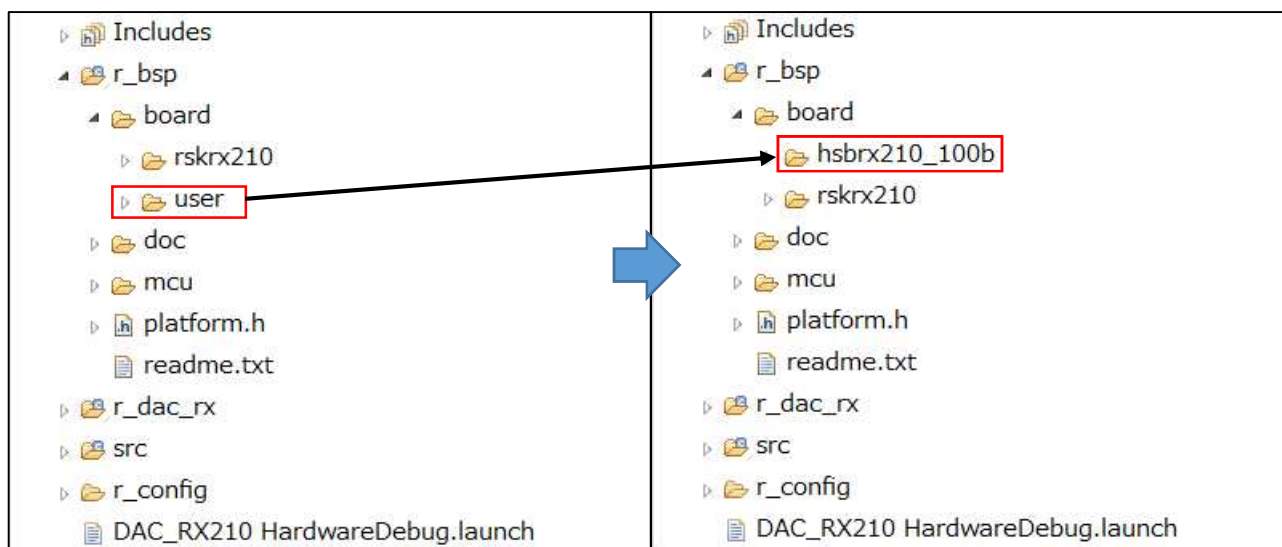 Includes
r_bsp
board
rskrx210
user
doc
mcu
platform.h
readme.txt
r_dac_rx
src
r_config
DAC_RX210 HardwareDebug.launch
Includes
r_bsp
board
hsbrx210_100b
rskrx210
doc
mcu
platform.h
readme.txt
r_dac_rx
src
r_config
DAC_RX210 HardwareDebug.launch